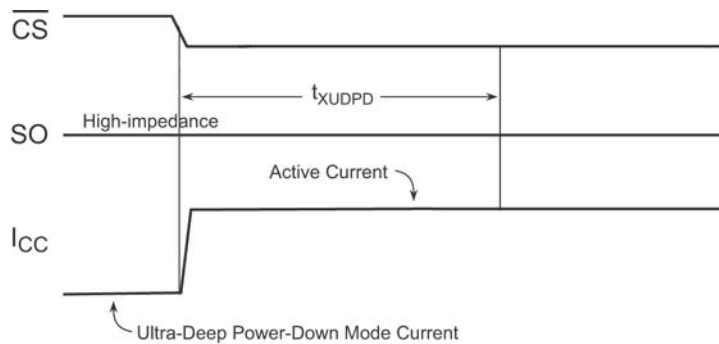 CS
tXUDPD
High-impedance
SO
Active Current
ICC
Ultra-Deep Power-Down Mode Current